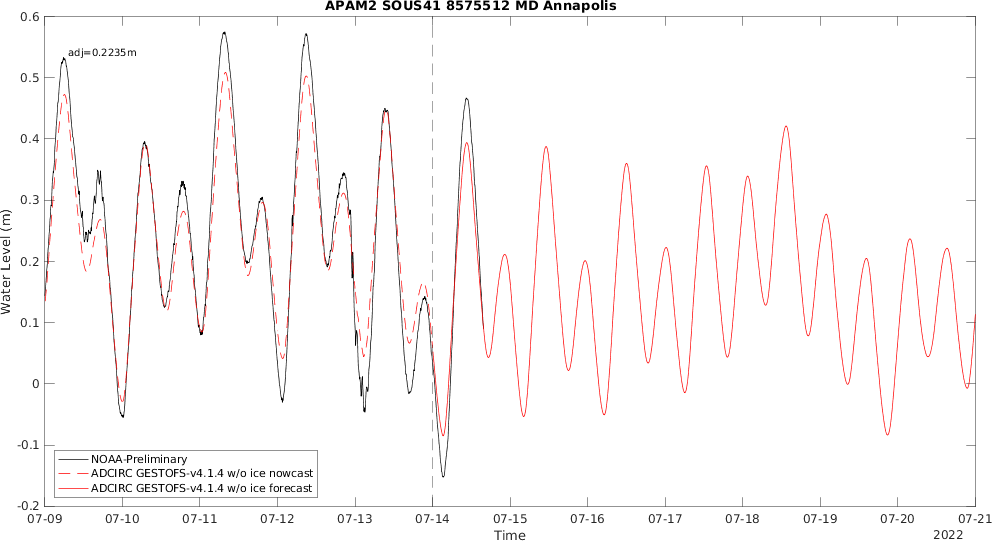 APAM2 SOUS41 8575512 MD Annapolis
adj=0.2235m
0.6
0.5
0.4
0.3
0.2
0.1
0
-0.1
-0.2
Water Level (m)
NOAA-Preliminary
ADCIRC GESTOFS-v4.1.4 w/o ice nowcast
ADCIRC GESTOFS-v4.1.4 w/o ice forecast
07-09 07-10 07-11 07-12 07-13 07-14 07-15 07-16 07-17 07-18 07-19 07-20 07-21
Time
2022